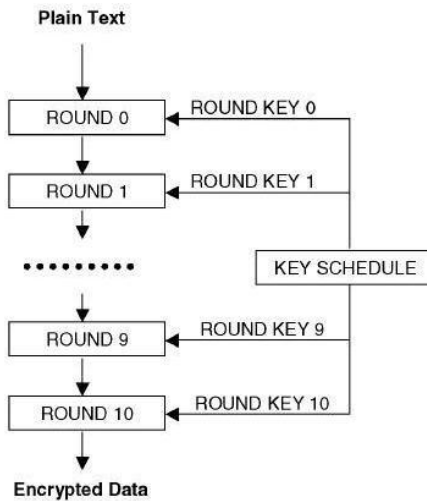 Plain Text
ROUND 0
ROUND KEY 0
ROUND 1
ROUND KEY 1
KEY SCHEDULE
ROUND 9
ROUND KEY 9
ROUND 10
ROUND KEY 10
Encrypted Data